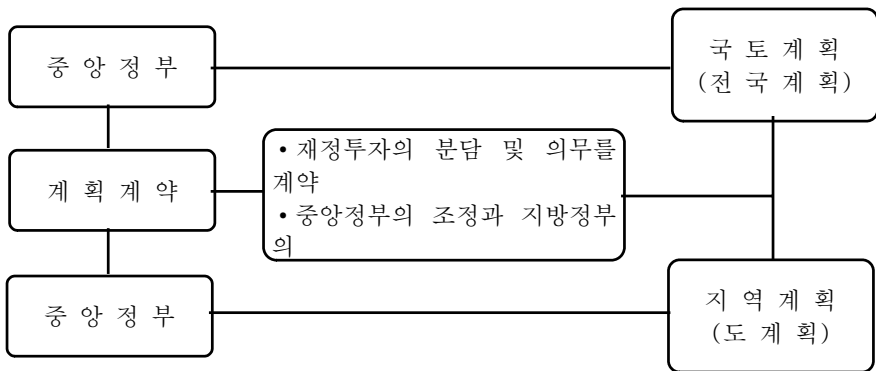 중 앙 정 부
국 토 계 획
(전 국 계 획)
계 획 계 약
• 재정투자의 분담 및 의무를
계약
• 중앙정부의 조정과 지방정부
의
중 앙 정 부
지 역 계 획
(도 계 획)